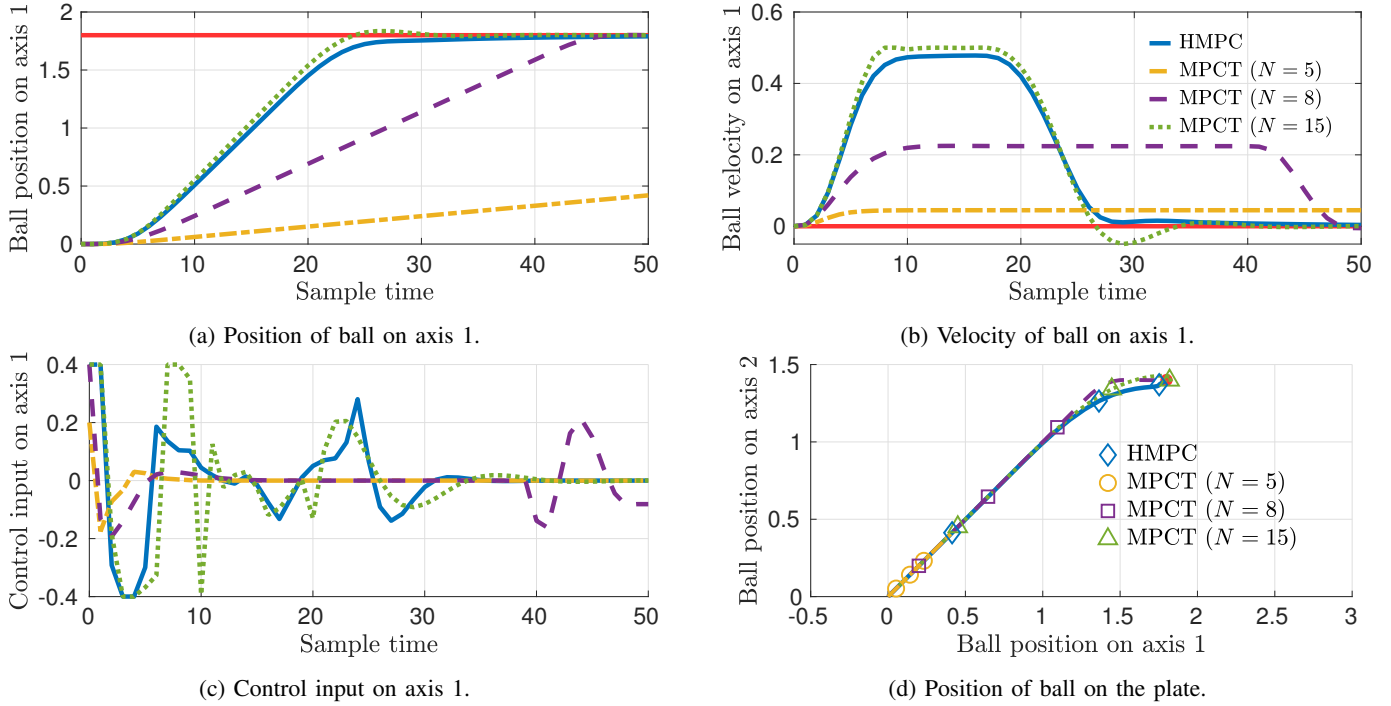 Ball position on axis 1
2
1.5
1
0.5
0
0 10 20 30 40 50
Sample time
(a) Position of ball on axis 1.
Ball velocity on axis 1
0.6
0.4
0.2
0
HMPC
MPCT (N = 5)
MPCT (N = 8)
MPCT (N = 15)
0 10 20 30 40 50
Sample time
(b) Velocity of ball on axis 1.
Control input on axis 1
0.4
0.2
0
-0.2
-0.4
0 10 20 30 40 50
Sample time
(c) Control input on axis 1.
Ball position on axis 2
1.5
1
0.5
0
HMPC
MPCT (N = 5)
MPCT (N = 8)
MPCT (N = 15)
-0.5 0 0.5 1 1.5 2 2.5 3
Ball position on axis 1
(d) Position of ball on the plate.